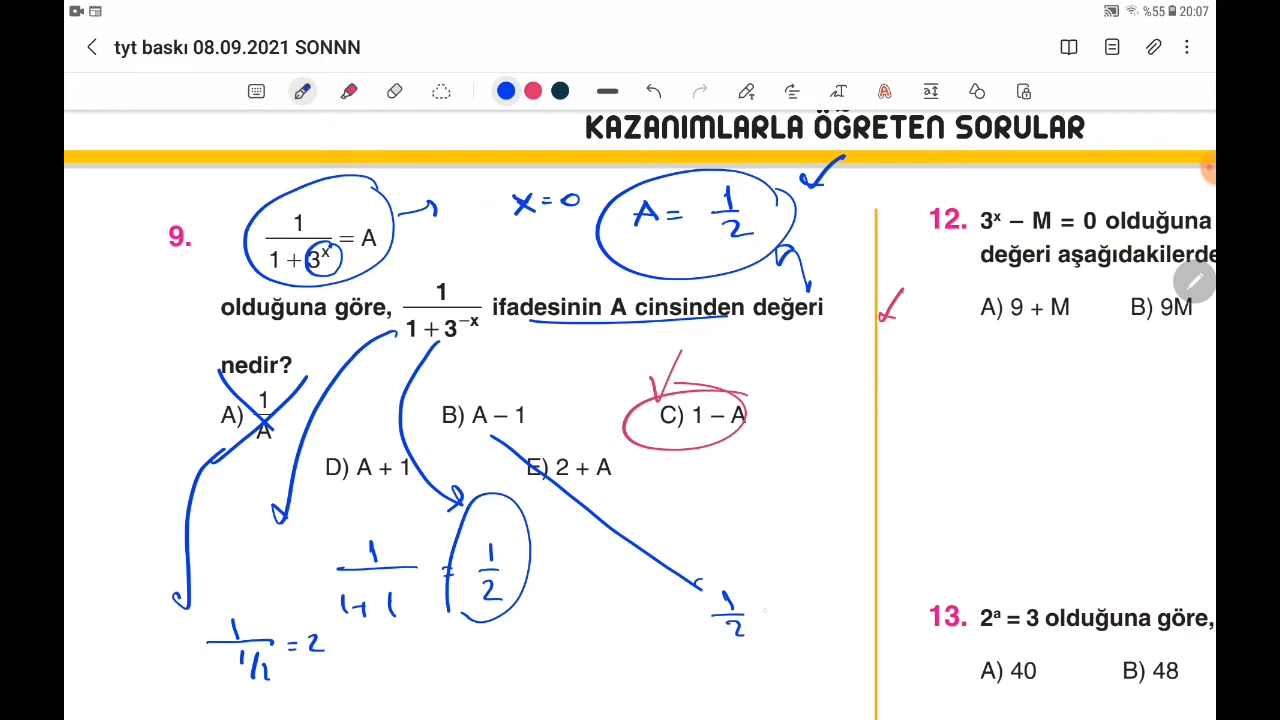 %55 20:07
tyt baskı 08.09.2021 SONNN
KAZANIMLARLA ÖĞRETEN SORULAR
9. 1 / (1 + 3^x) = A
x = 0
A = 1/2
olduğuna göre, 1 / (1 + 3^-x) ifadesinin A cinsinden değeri
nedir?
A) 1/A B) A – 1 C) 1 – A
D) A + 1 E) 2 + A
1 / (1+1) = 1/2
1 / (1/2) = 2
1/2
12. 3^x – M = 0 olduğuna
değeri aşağıdakilerde
A) 9 + M B) 9M
13. 2^a = 3 olduğuna göre,
A) 40 B) 48